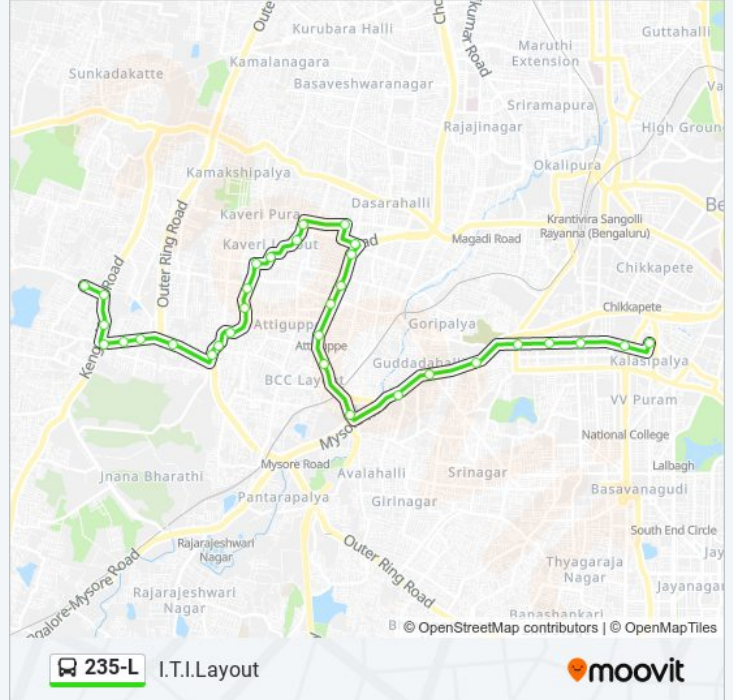 Kurubara Halli
Guttahalli
Kamalanagara
Maruthi
Extension
Sunkadakatte
Basaveshwaranagar
Sriramapura
Rajajinagar
Okalipura
Kamakshipalya
Dasarahalli
Kaveri Pura
Krantivira Sangolli
Rayanna (Bengaluru)
Magadi Road
Outer Ring Road
Chikkapete
Chikkapete
Attiguppe
Goripalya
Guddadahalli
Kalasipalya
BCC Layout
VV Puram
National College
Mysore Road
Lalbagh
Jnana Bharathi
Avalahalli
Srinagar
Basavanagudi
Pantarapalya
Girinagar
South End Circle
Rajarajeshwari
Nagar
Outer Ring Road
Thyagaraja
Nagar
Rajarajeshwari
Nagar
Banashankari
© OpenStreetMap contributors | © OpenMapTiles
235-L I.T.I.Layout
moovit